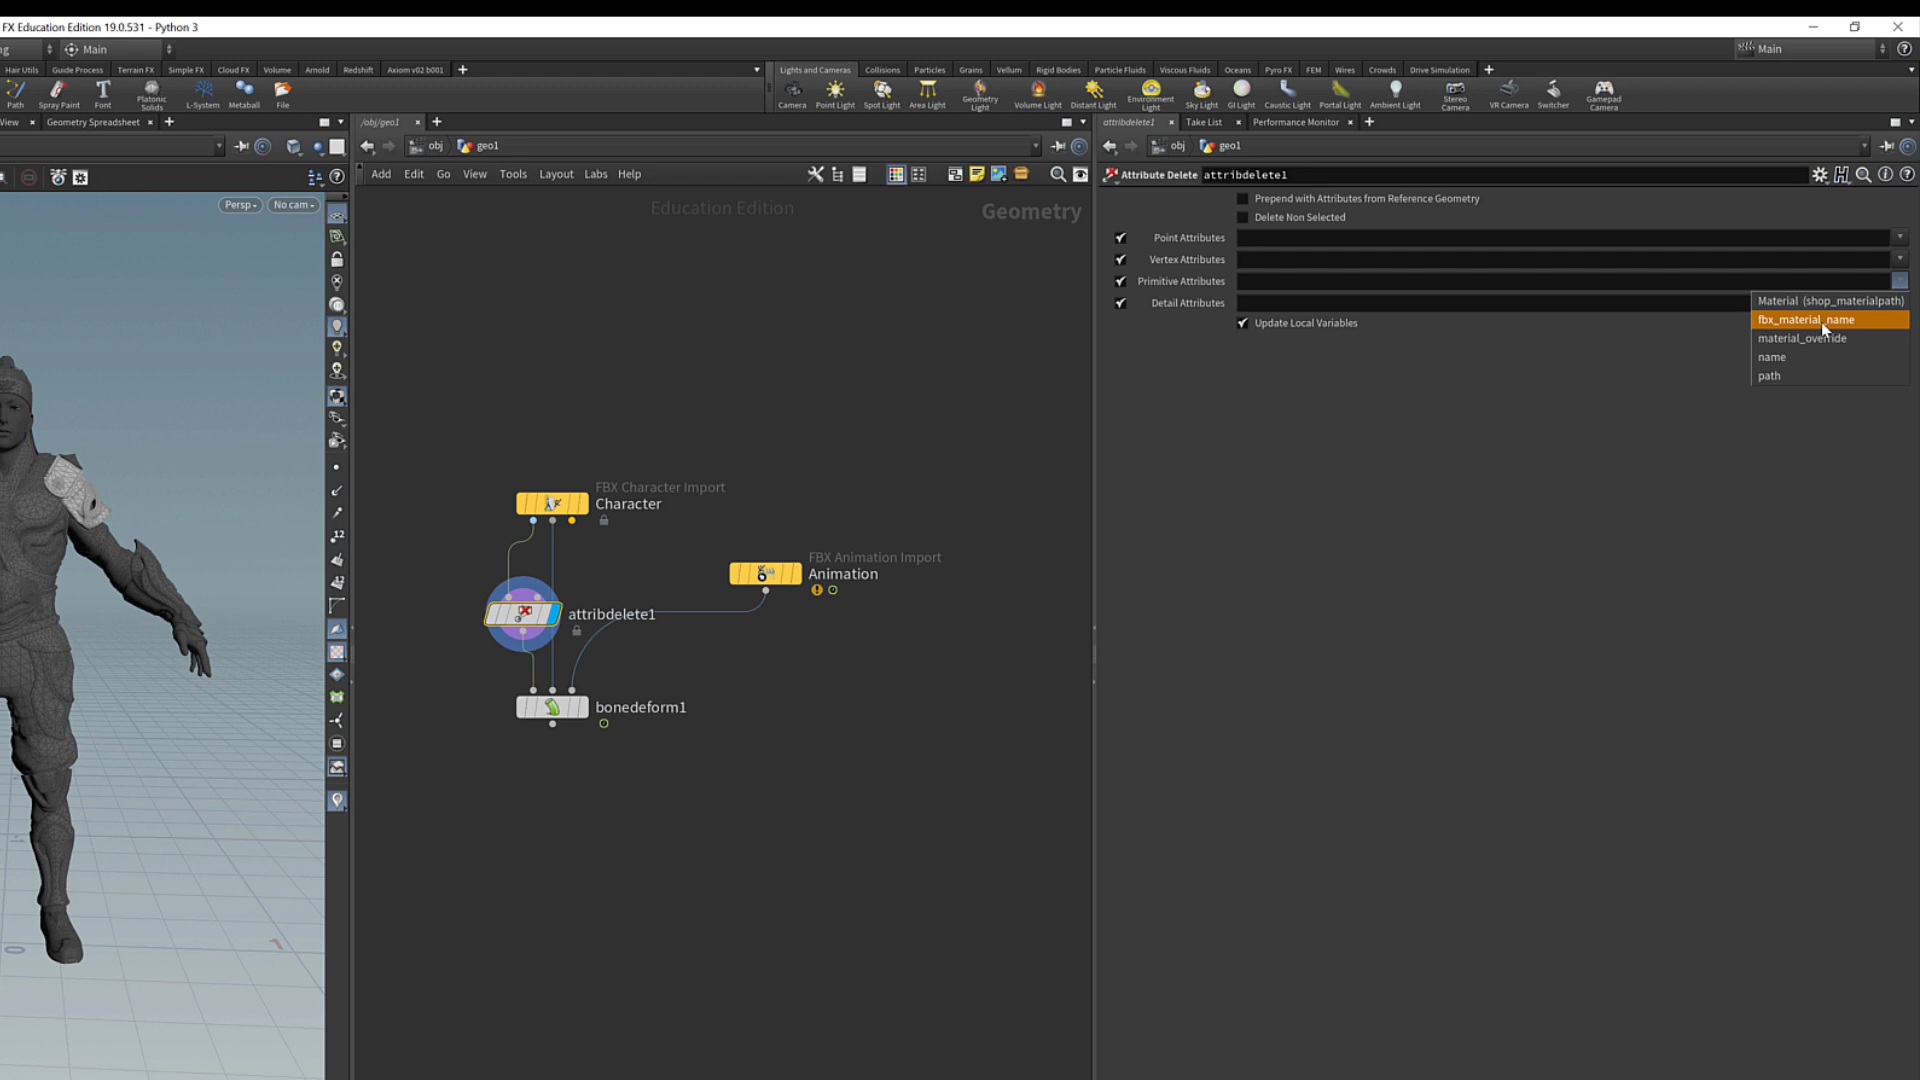 FX Education Edition 19.0.531 - Python 3
Main
Main
Hair Utils Guide Process Terrain FX Simple FX Cloud FX Volume Arnold Redshift Axiom v02 b001
Lights and Cameras Collisions Particles Grains Vellum Rigid Bodies Particle Fluids Viscous Fluids Oceans Pyro FX FEM Wires Crowds Drive Simulation
Path Spray Paint Font Platonic Solids L-System Metaball File
Camera Point Light Spot Light Area Light Geometry Light Volume Light Distant Light Environment Light Sky Light GI Light Caustic Light Portal Light Ambient Light Stereo Camera VR Camera Switcher Gamepad Camera
View Geometry Spreadsheet
/obj/geo1
attribdelete1 Take List Performance Monitor
obj geo1
obj geo1
Add Edit Go View Tools Layout Labs Help
Attribute Delete attribdelete1
Persp No cam
Education Edition
Geometry
Prepend with Attributes from Reference Geometry
Delete Non Selected
Point Attributes
Vertex Attributes
Primitive Attributes
Detail Attributes
Update Local Variables
Material (shop_materialpath)
fbx_material_name
material_override
name
path
FBX Character Import
Character
FBX Animation Import
Animation
attribdelete1
bonedeform1
12
12
0
1